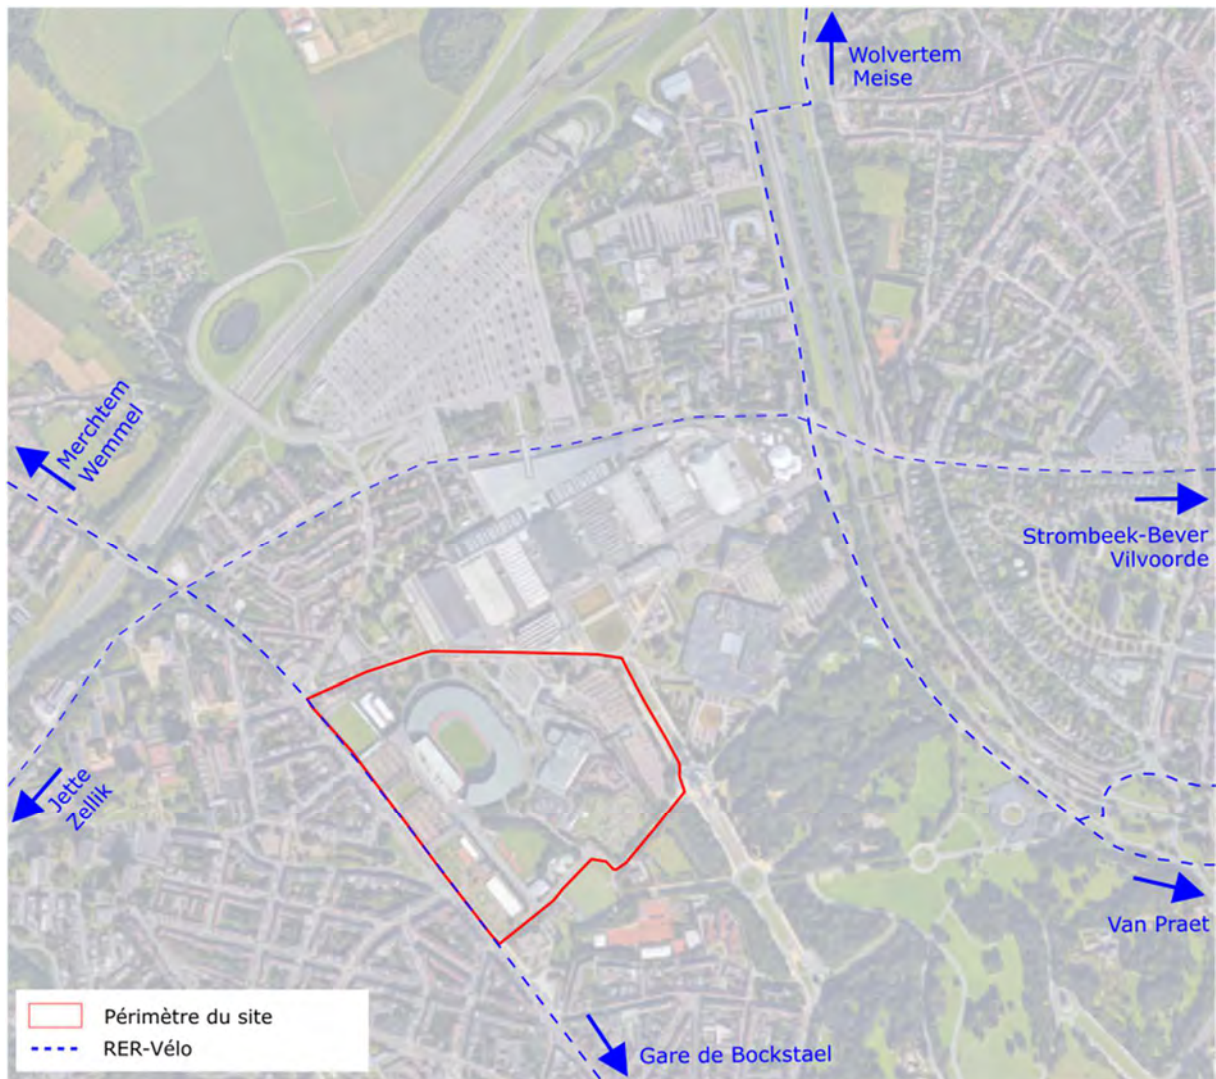 Wolvertem
Meise
Merchtem
Wemmel
Strombeek-Bever
Vilvoorde
Jette
Zellik
Van Praet
Périmètre du site
RER-Vélo
Gare de Bockstael